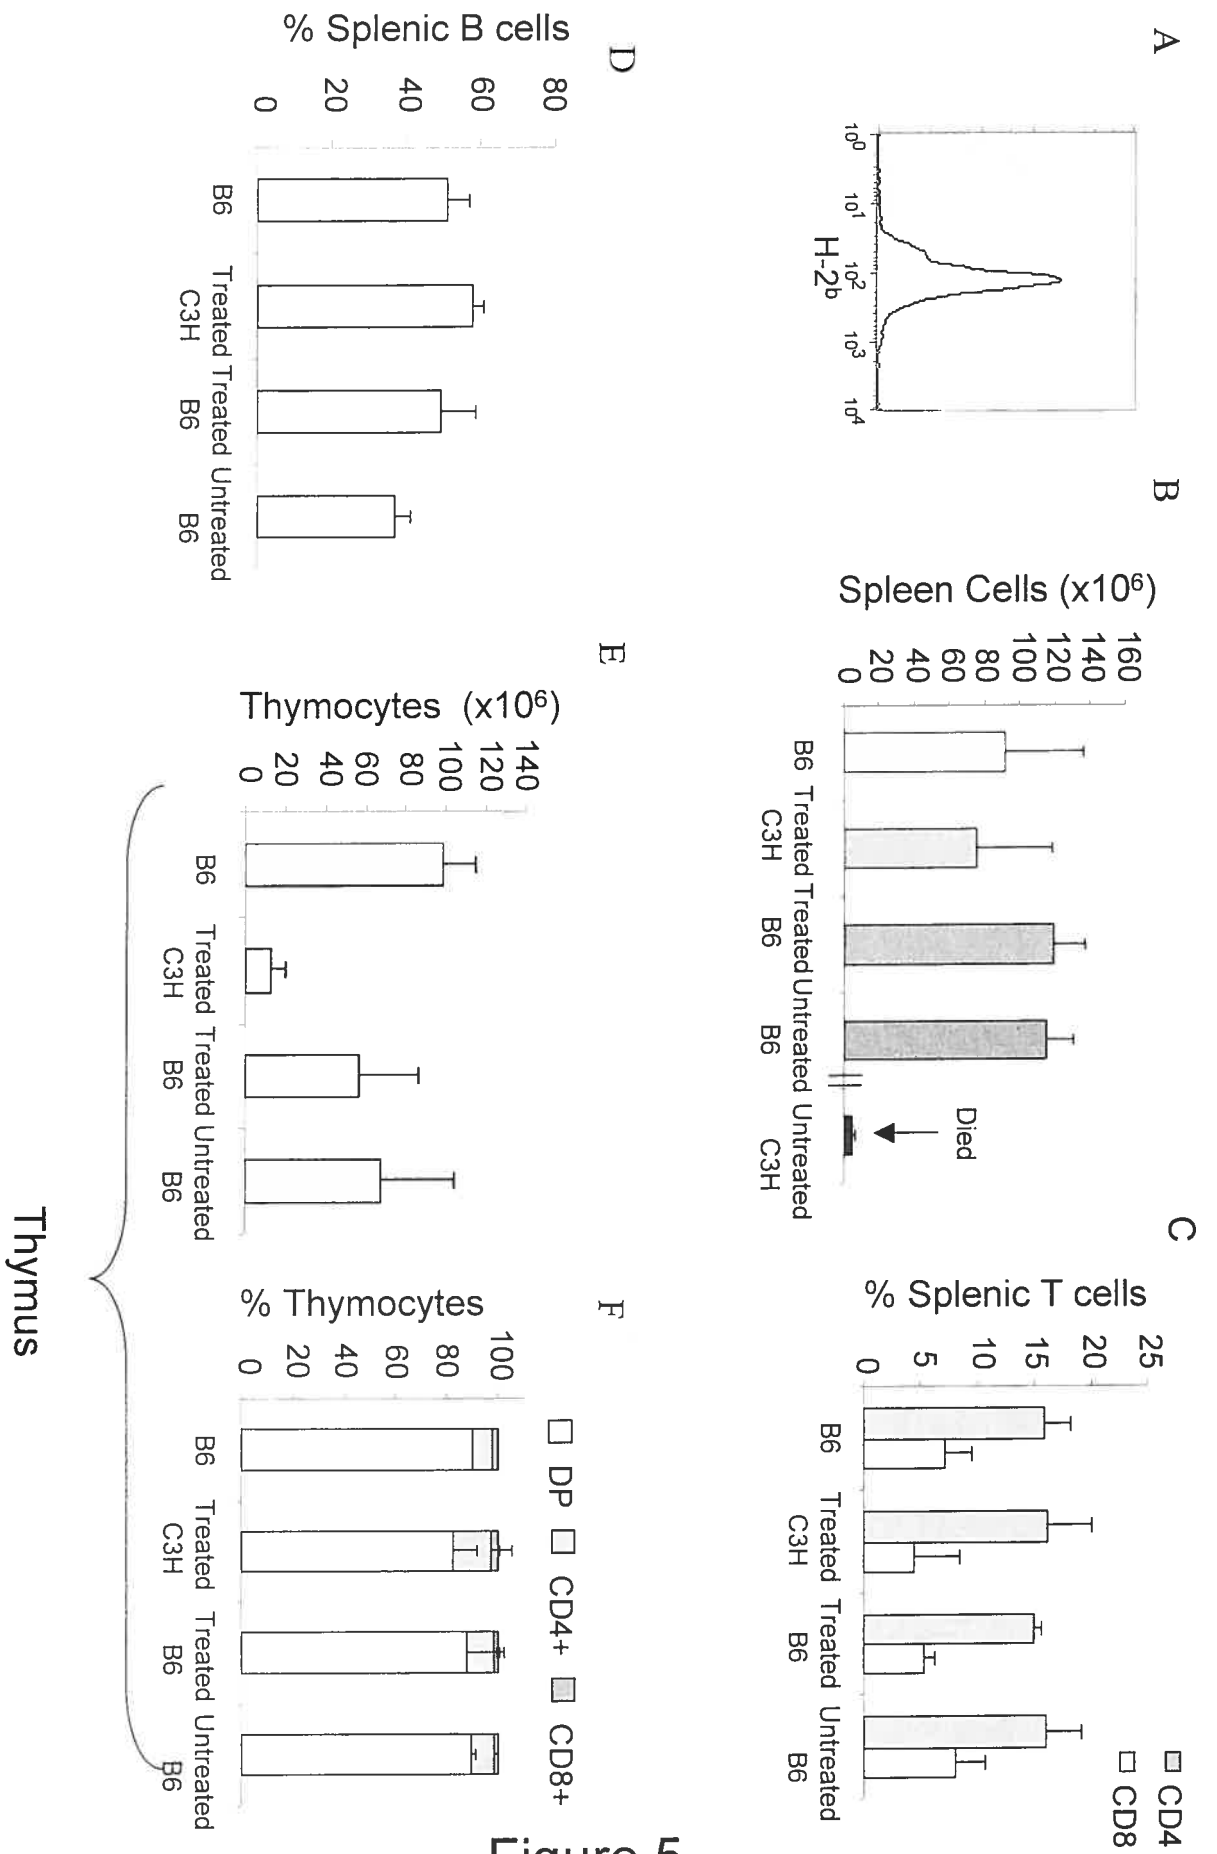 A
10⁰ 10¹ 10² 10³ 10⁴
H-2ᵇ
B
Spleen Cells (x10⁶)
160
140
120
100
80
60
40
20
0
B6 Treated Treated Untreated Untreated
C3H B6 B6 C3H
Died
C
% Splenic T cells
25
20
15
10
5
0
B6 Treated Treated Untreated
C3H B6 B6
CD4
CD8
D
% Splenic B cells
80
60
40
20
0
B6 Treated Treated Untreated
C3H B6 B6
E
Thymocytes (x10⁶)
140
120
100
80
60
40
20
0
B6 Treated Treated Untreated
C3H B6 B6
F
% Thymocytes
DP CD4+ CD8+
100
80
60
40
20
0
B6 Treated Treated Untreated
C3H B6 B6
Thymus
Figure 5